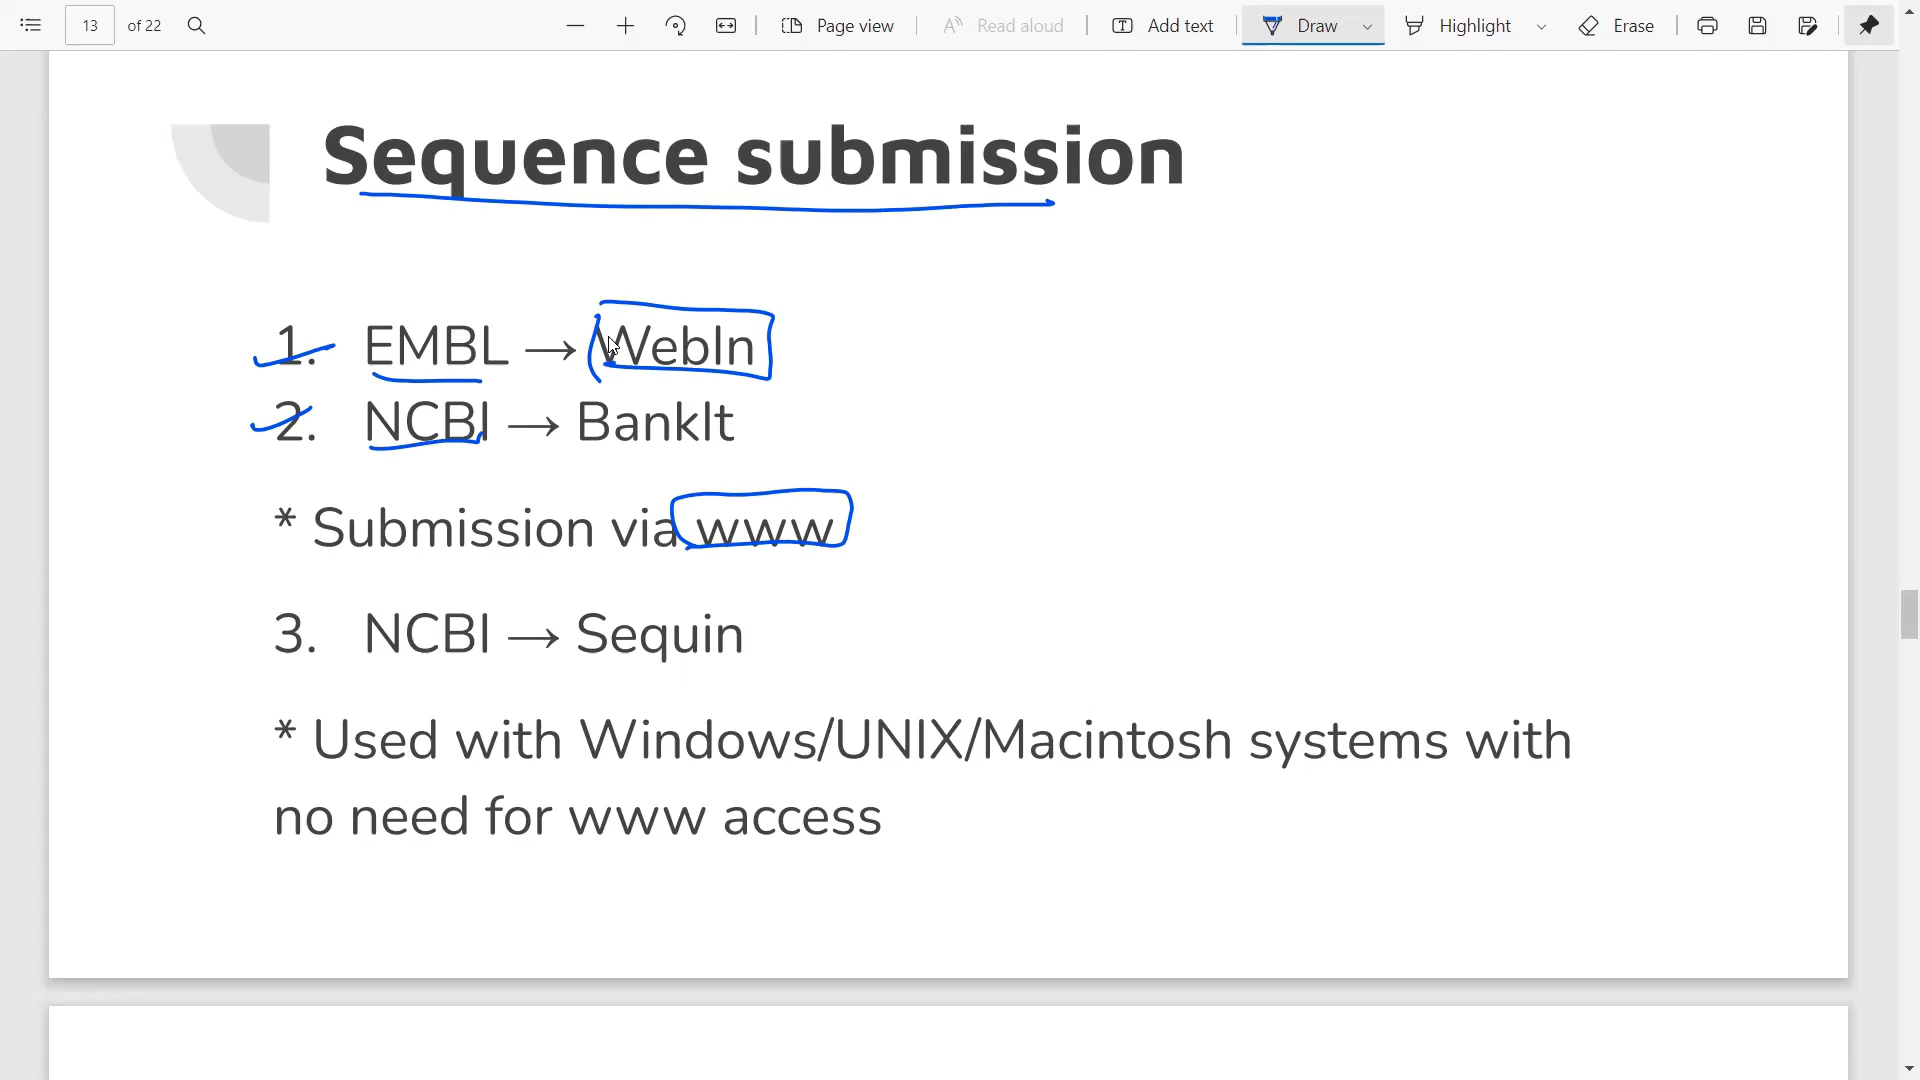 13 of 22 Page view Read aloud Add text Draw Highlight Erase
Sequence submission
1. EMBL → WebIn
2. NCBI → BankIt
* Submission via www
3. NCBI → Sequin
* Used with Windows/UNIX/Macintosh systems with
no need for www access